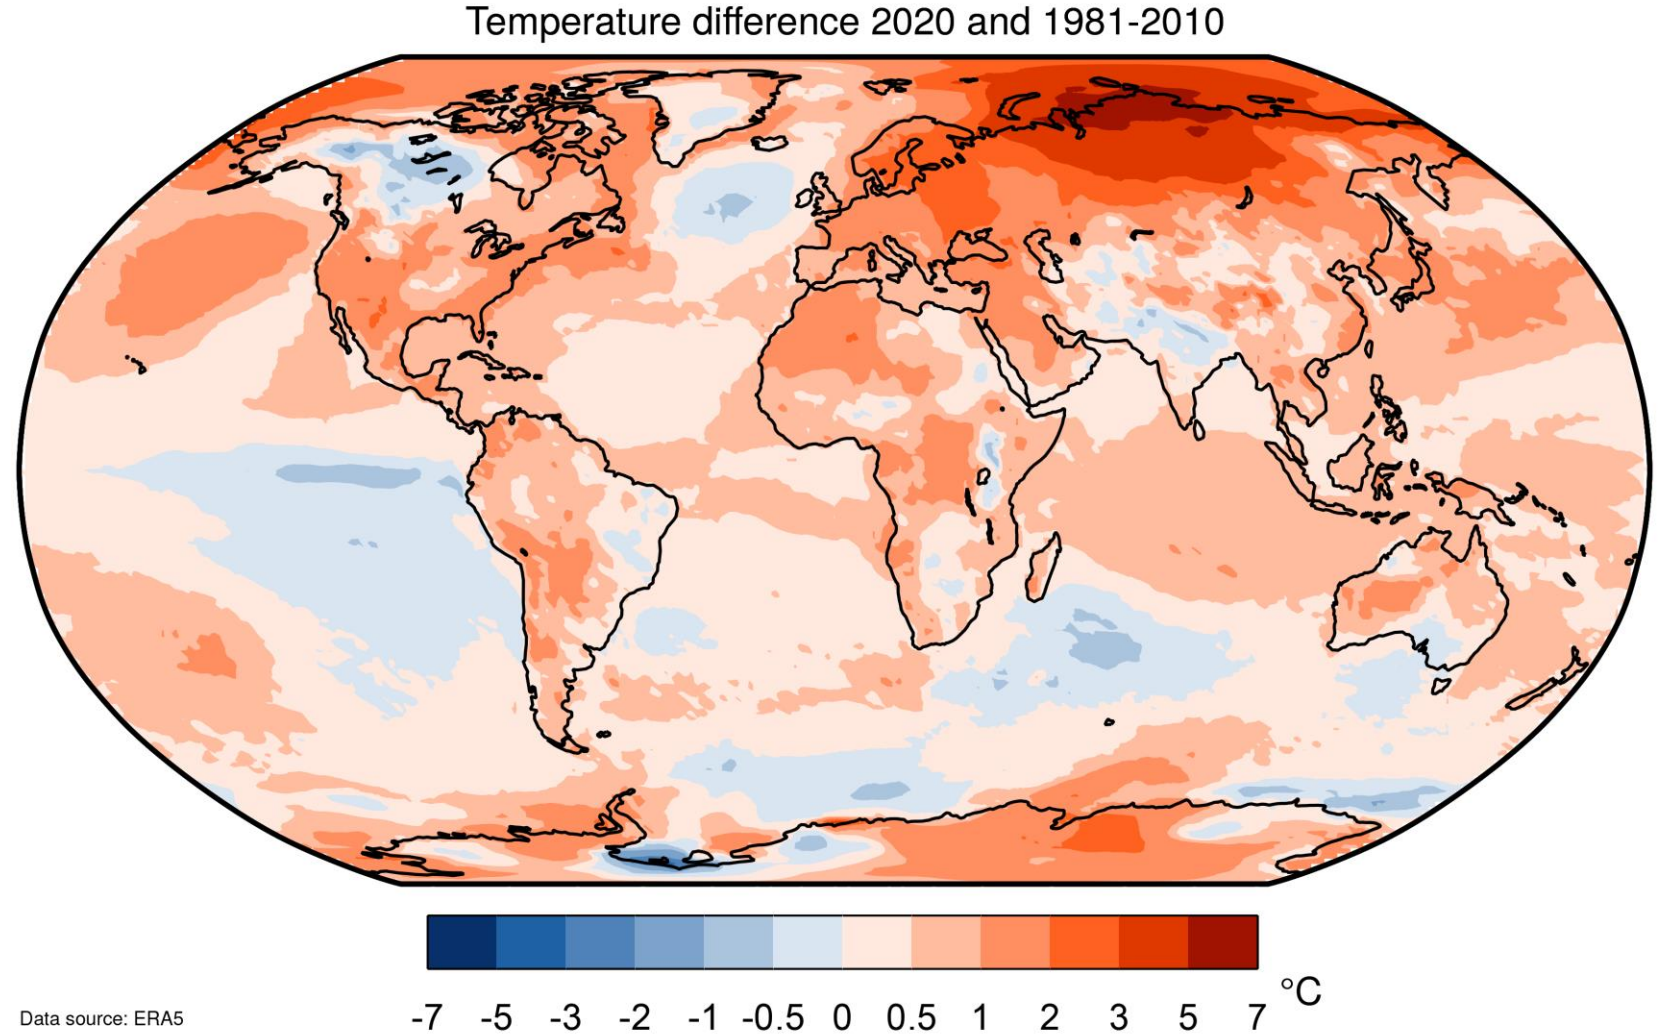 Temperature difference 2020 and 1981-2010
°C
-7 -5 -3 -2 -1 -0.5 0 0.5 1 2 3 5 7
Data source: ERA5